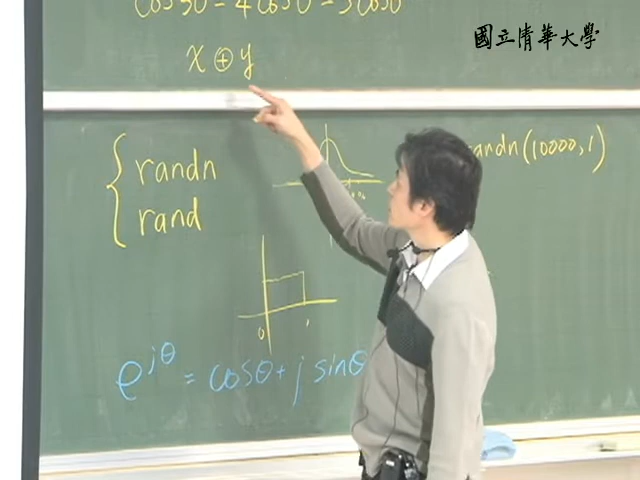 cos3θ = 4cos³θ - 3cosθ
國立清華大學
x ⊕ y
randn
randn(10000,1)
rand
0 1
e^{jθ} = cosθ + j sinθ